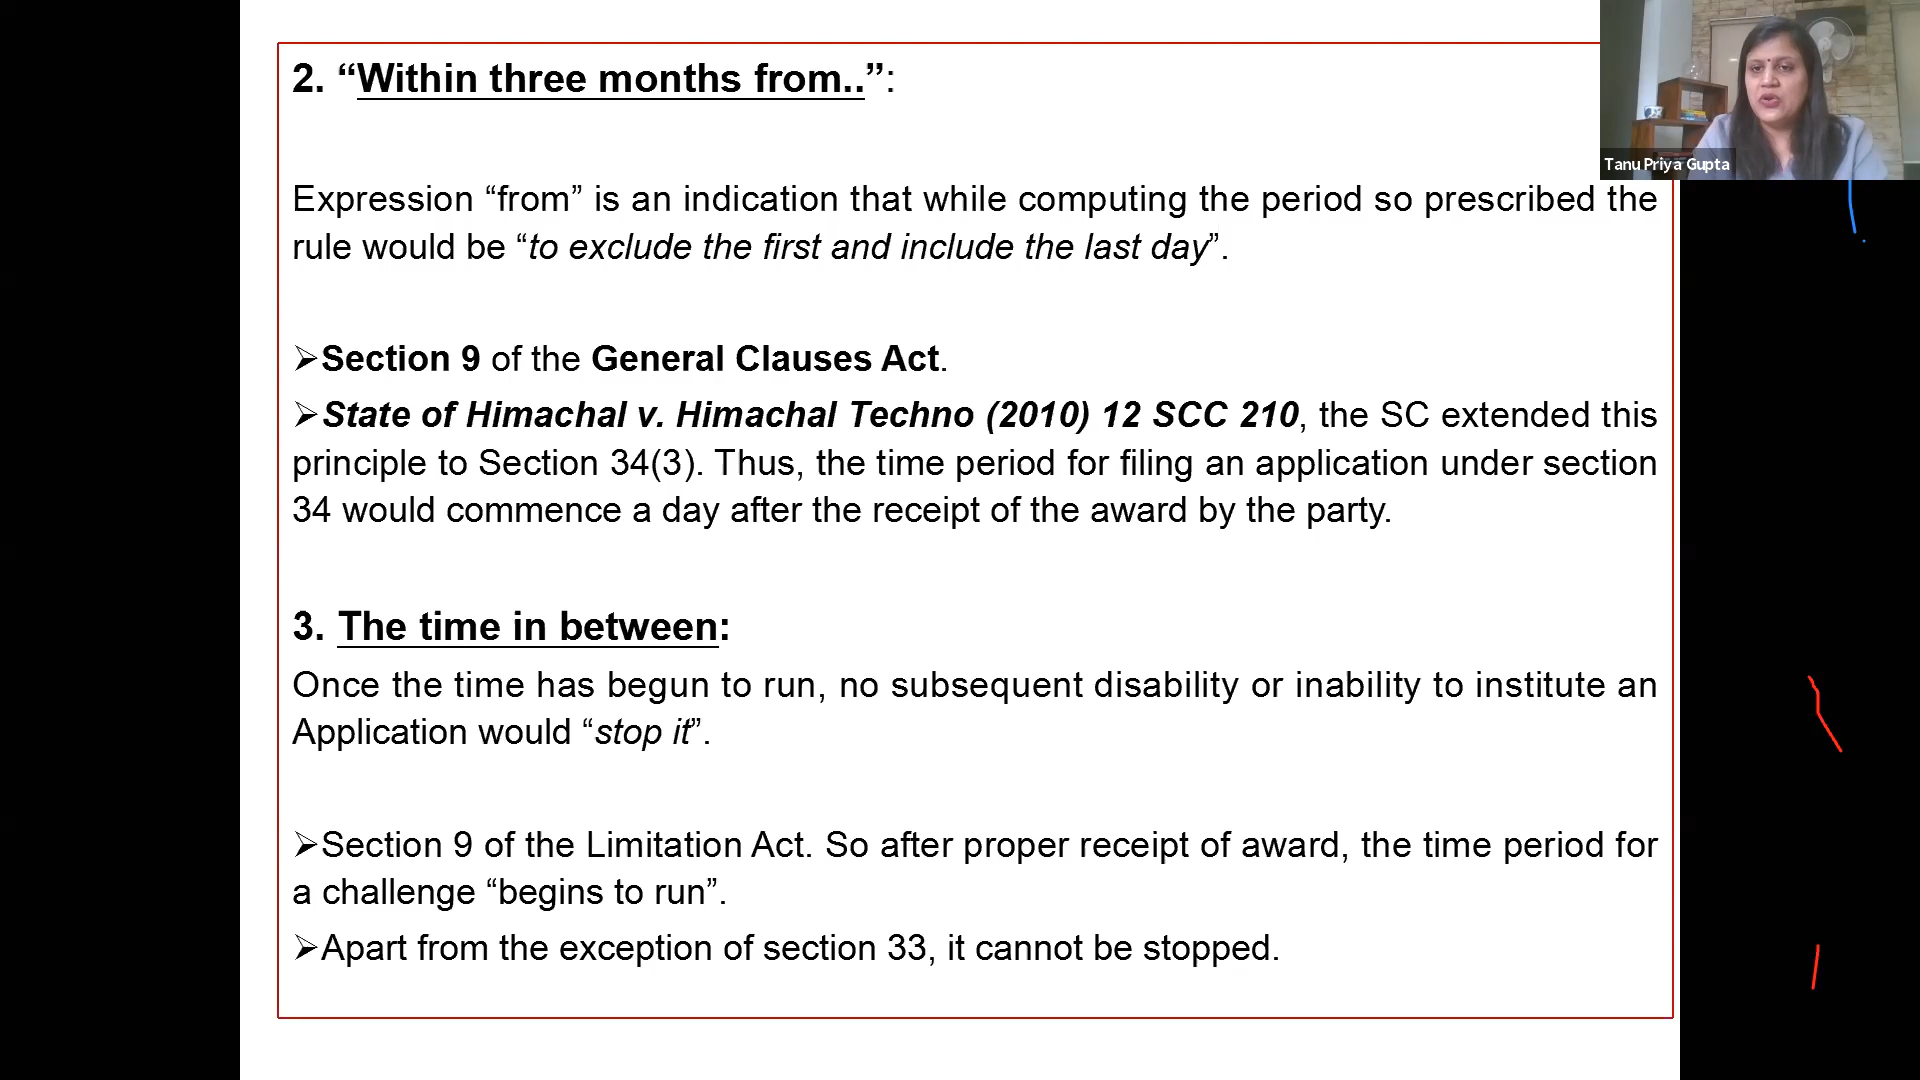 2. “Within three months from..”:
Tanu Priya Gupta
Expression “from” is an indication that while computing the period so prescribed the
rule would be “to exclude the first and include the last day”.
➢Section 9 of the General Clauses Act.
➢State of Himachal v. Himachal Techno (2010) 12 SCC 210, the SC extended this
principle to Section 34(3). Thus, the time period for filing an application under section
34 would commence a day after the receipt of the award by the party.
3. The time in between:
Once the time has begun to run, no subsequent disability or inability to institute an
Application would “stop it”.
➢Section 9 of the Limitation Act. So after proper receipt of award, the time period for
a challenge “begins to run”.
➢Apart from the exception of section 33, it cannot be stopped.